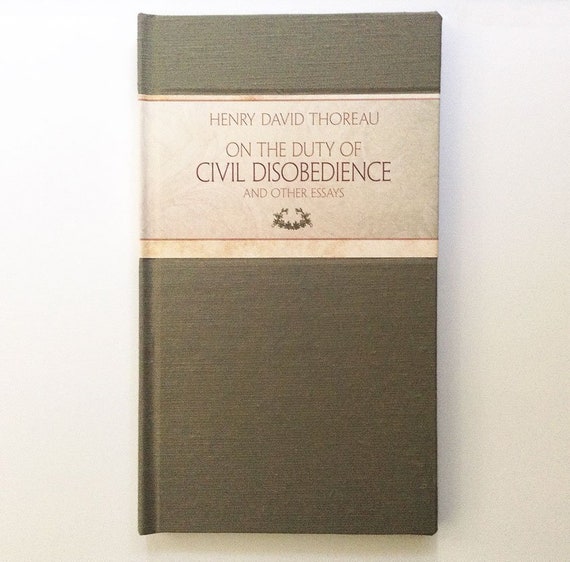 HENRY DAVID THOREAU
ON THE DUTY OF
CIVIL DISOBEDIENCE
AND OTHER ESSAYS